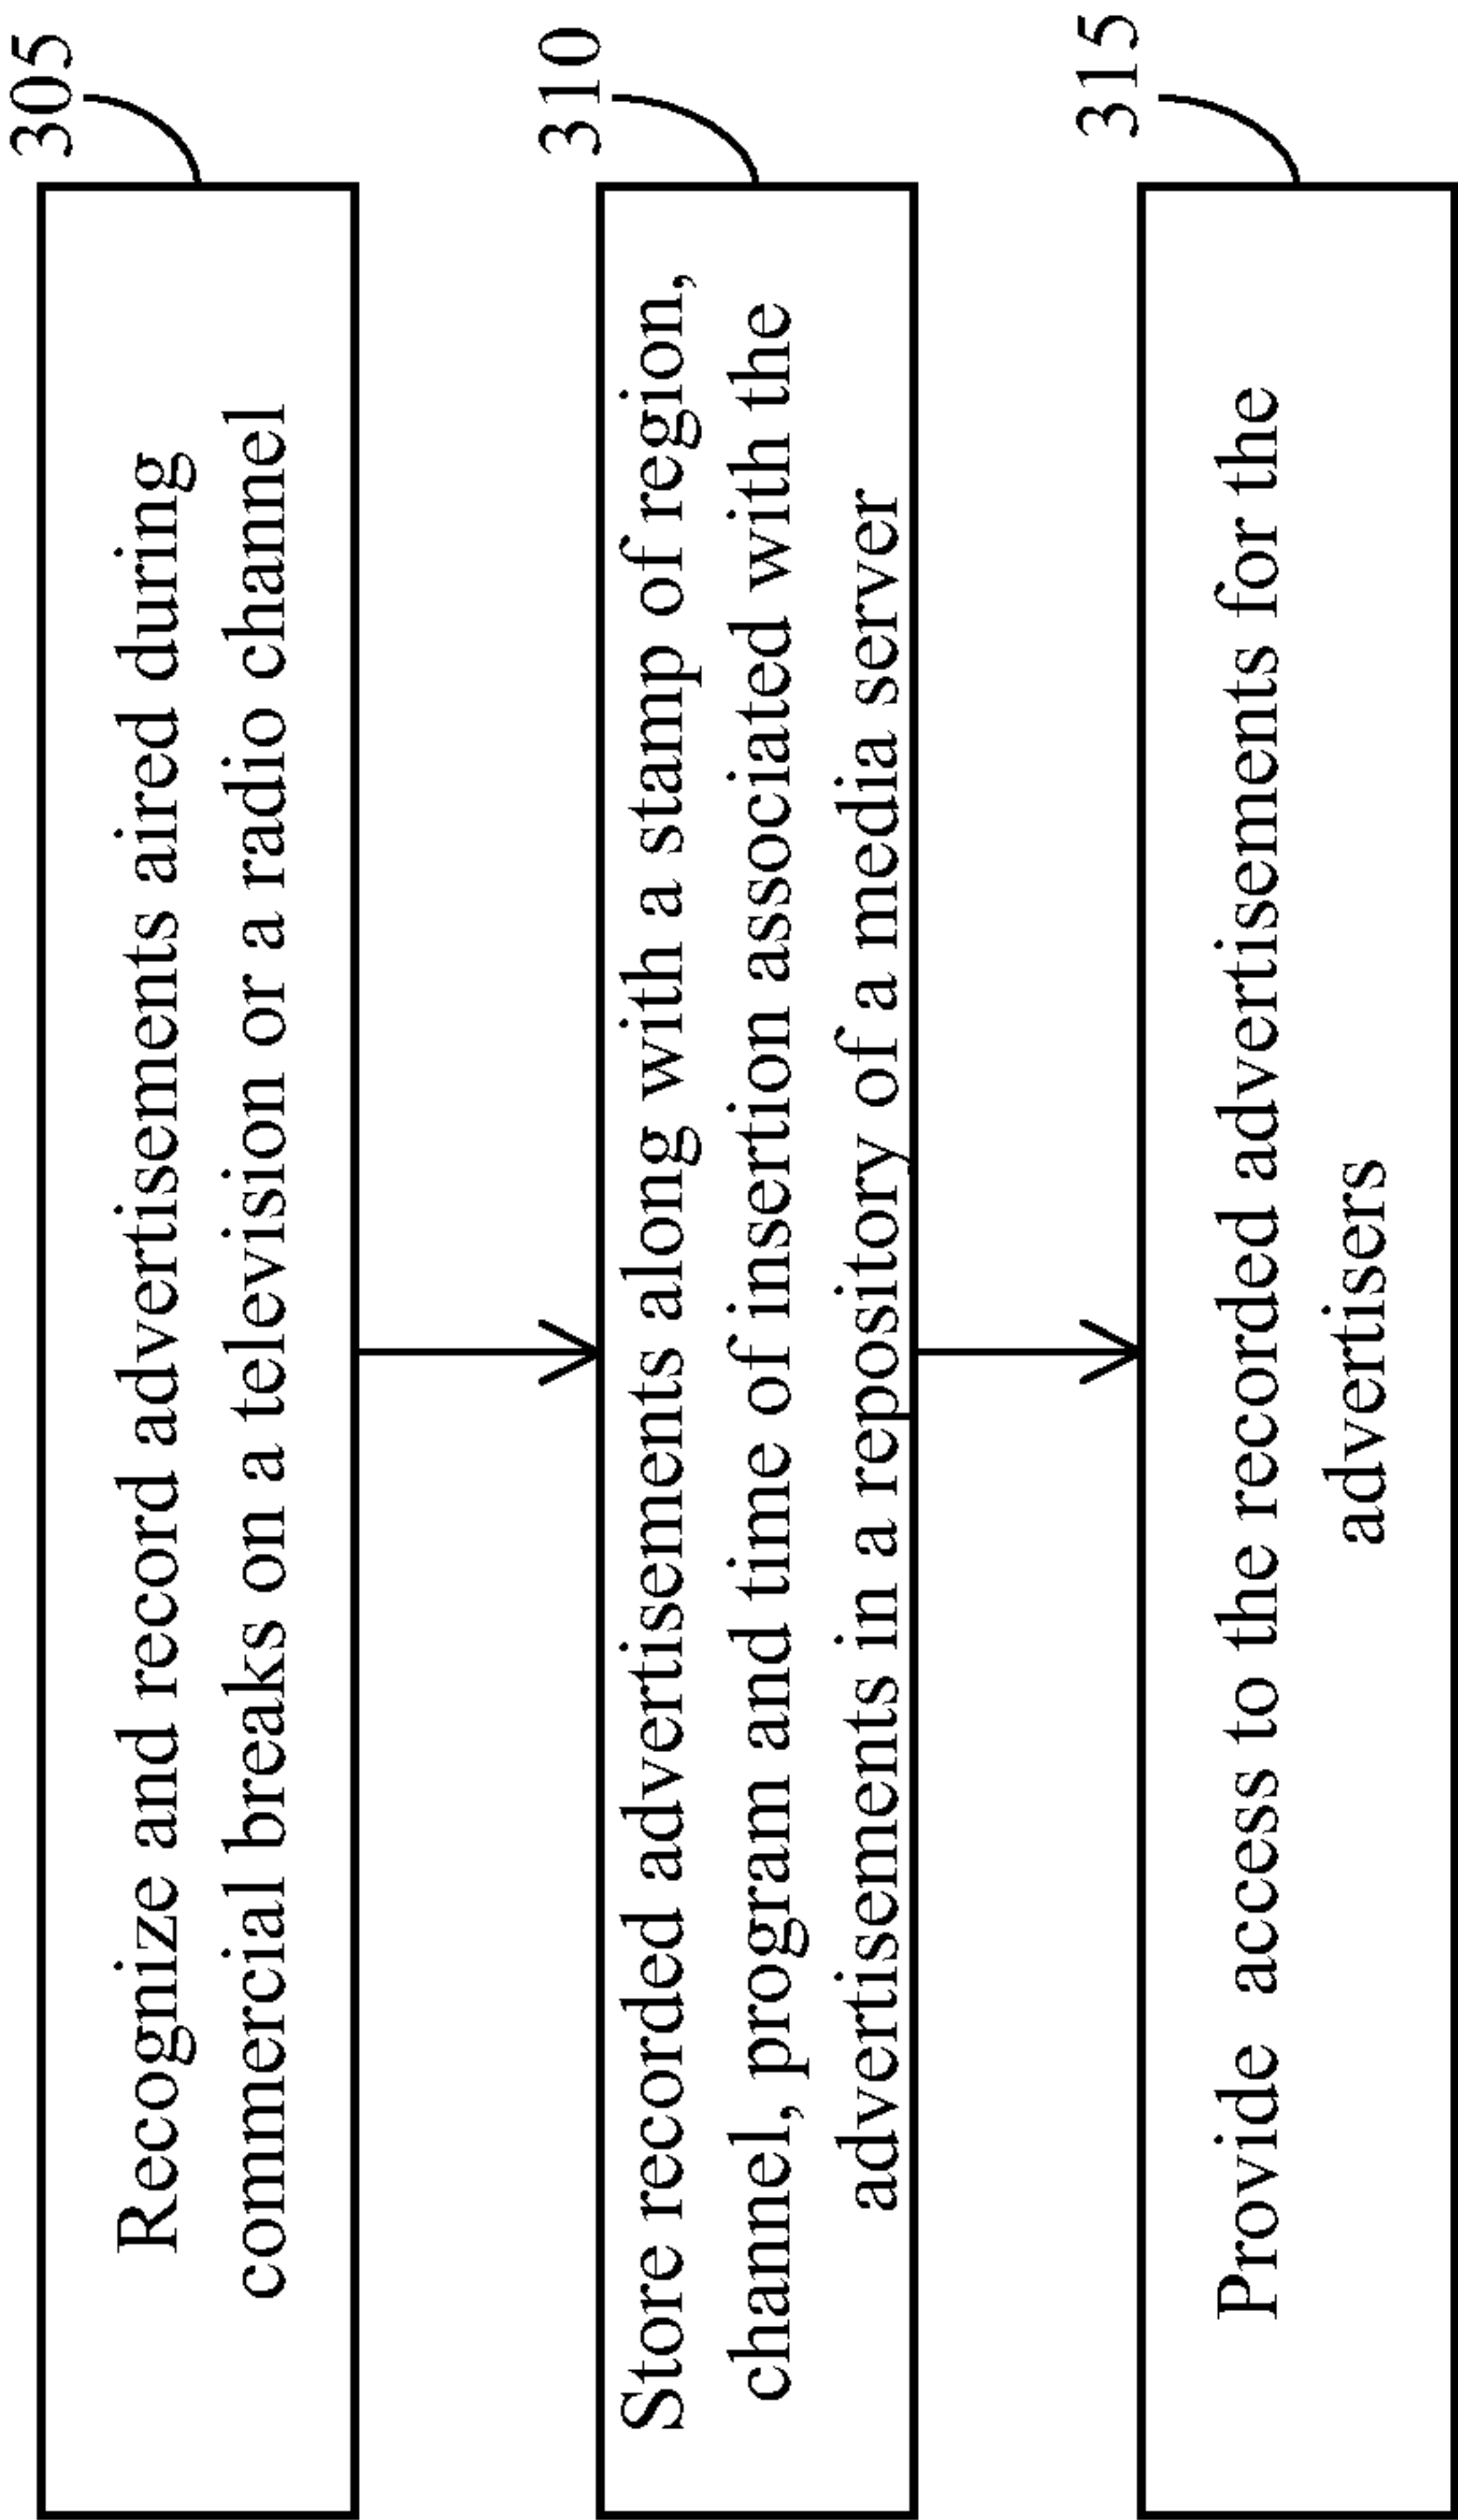 305
Recognize and record advertisements aired during
commercial breaks on a television or a radio channel
310
Store recorded advertisements along with a stamp of region,
channel, program and time of insertion associated with the
advertisements in a repository of a media server
315
Provide  access to the recorded advertisements for the
advertisers